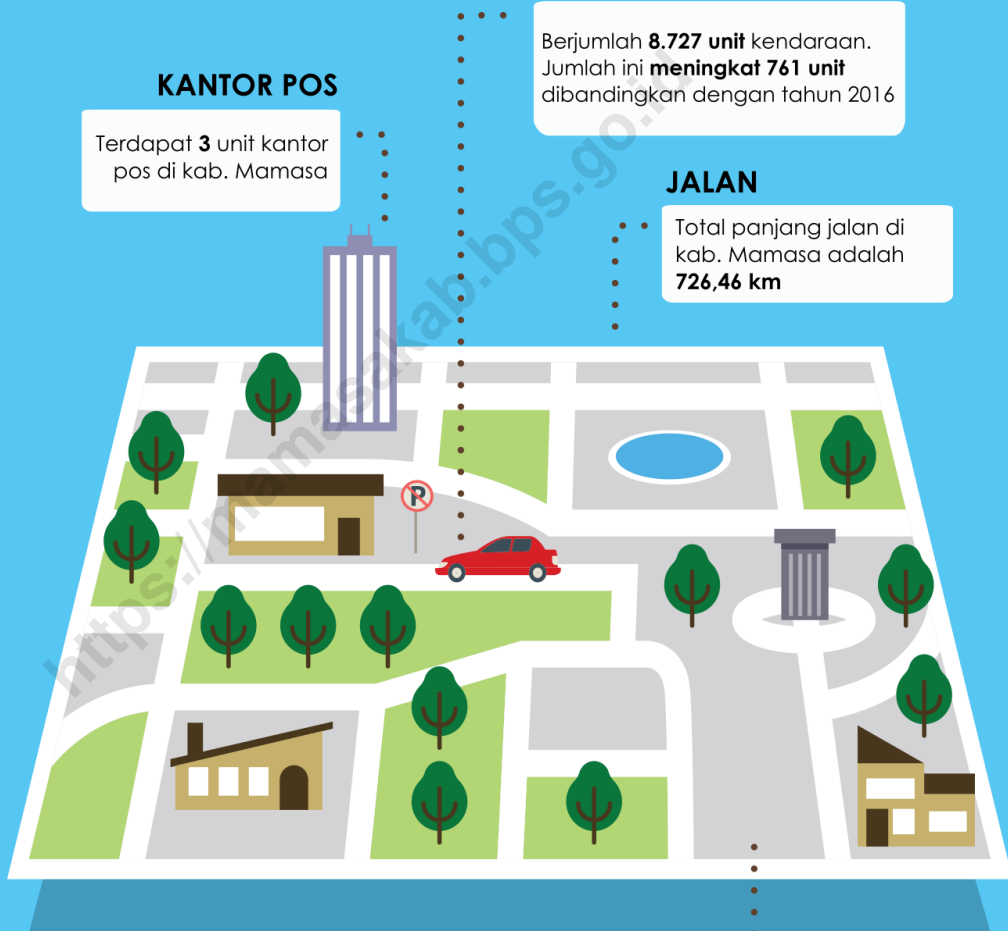 Berjumlah 8.727 unit kendaraan.
Jumlah ini meningkat 761 unit
dibandingkan dengan tahun 2016
KANTOR POS
Terdapat 3 unit kantor
pos di kab. Mamasa
JALAN
Total panjang jalan di
kab. Mamasa adalah
726,46 km
P
https://mamasakab.bps.go.id